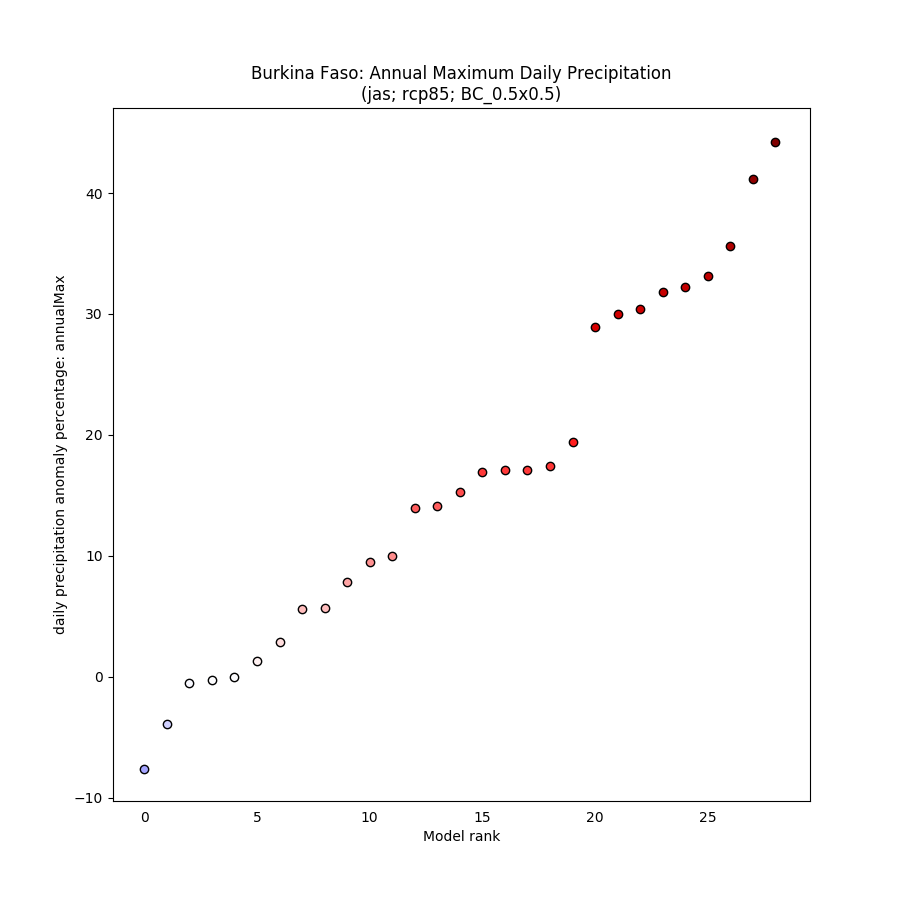 Burkina Faso: Annual Maximum Daily Precipitation
(jas; rcp85; BC_0.5x0.5)
daily precipitation anomaly percentage: annualMax
40
30
20
10
0
−10
0 5 10 15 20 25
Model rank